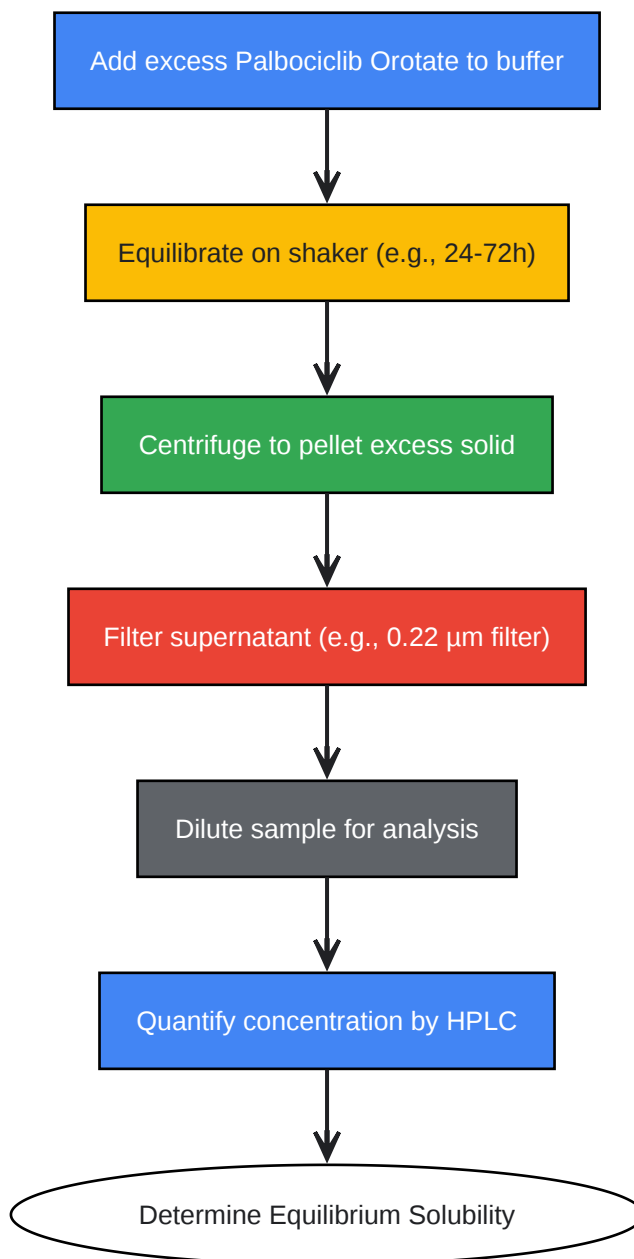 Add excess Palbociclib Orotate to buffer
Equilibrate on shaker (e.g., 24-72h)
Centrifuge to pellet excess solid
Filter supernatant (e.g., 0.22 µm filter)
Dilute sample for analysis
Quantify concentration by HPLC
Determine Equilibrium Solubility